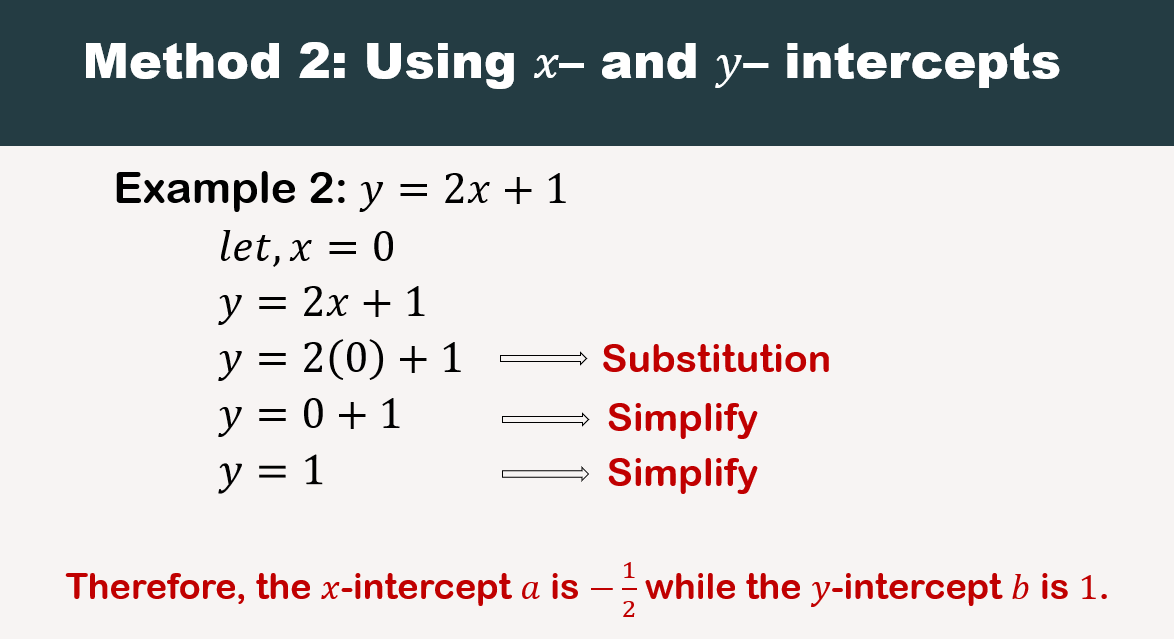 Method 2: Using x– and y– intercepts
Example 2: y = 2x + 1
let, x = 0
y = 2x + 1
y = 2(0) + 1 Substitution
y = 0 + 1 Simplify
y = 1 Simplify
Therefore, the x-intercept a is −1/2 while the y-intercept b is 1.